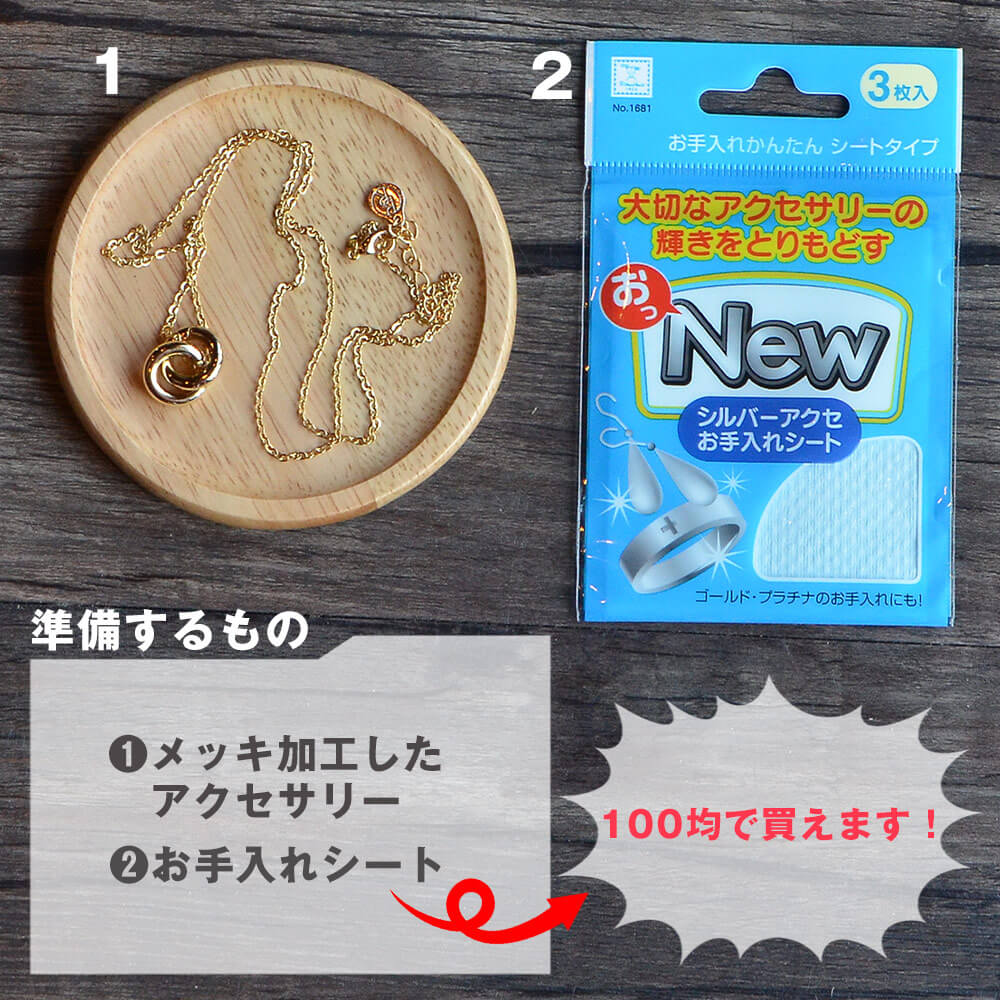 1
2
No.1681
3枚入
お手入れかんたん シートタイプ
大切なアクセサリーの
輝きをとりもどす
おっ
New
シルバーアクセ
お手入れシート
ゴールド・プラチナのお手入れにも!
準備するもの
❶メッキ加工した
アクセサリー
❷お手入れシート
100均で買えます!